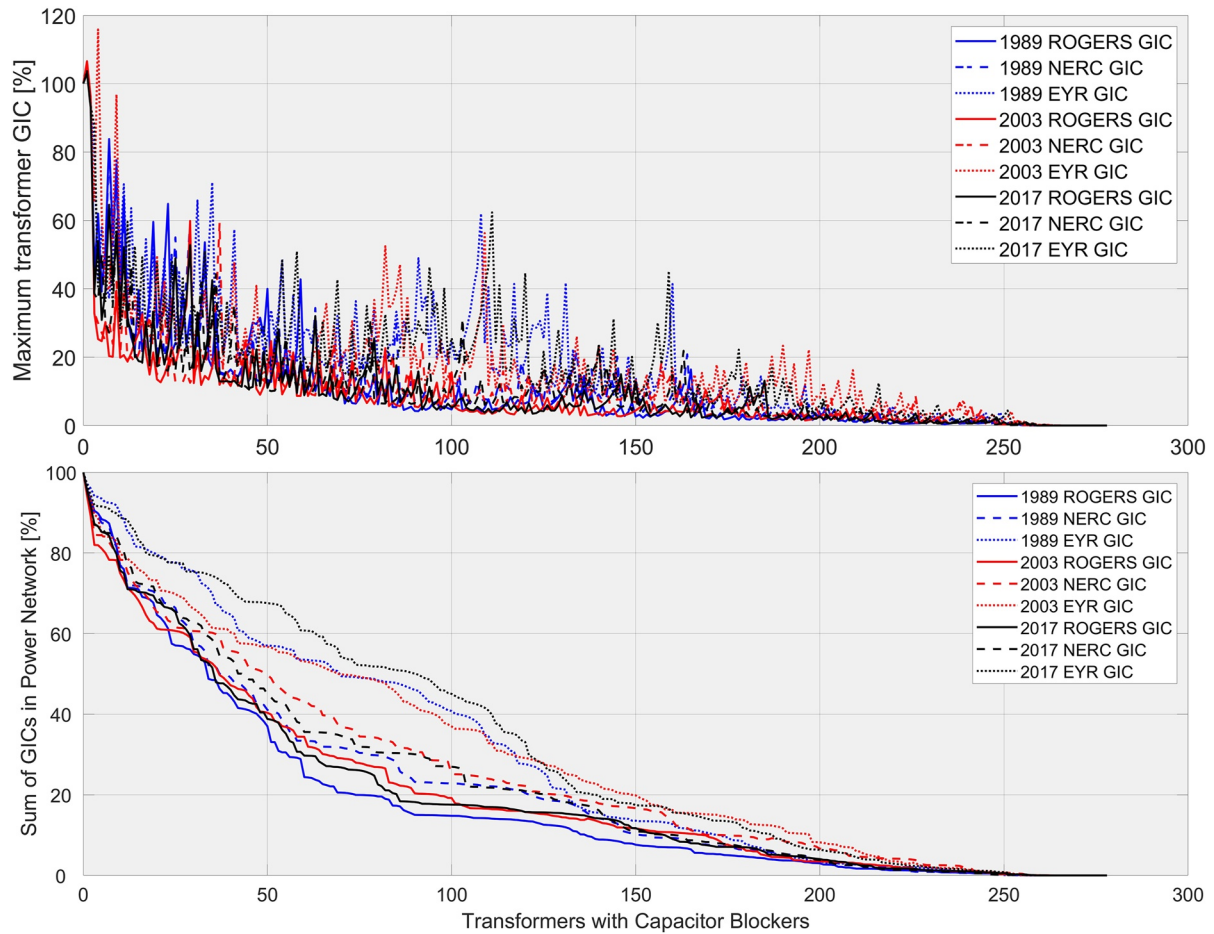 120
100
80
60
40
20
0
Maximum transformer GIC [%]
1989 ROGERS GIC
1989 NERC GIC
1989 EYR GIC
2003 ROGERS GIC
2003 NERC GIC
2003 EYR GIC
2017 ROGERS GIC
2017 NERC GIC
2017 EYR GIC
0 50 100 150 200 250 300
100
80
60
40
20
0
Sum of GICs in Power Network [%]
1989 ROGERS GIC
1989 NERC GIC
1989 EYR GIC
2003 ROGERS GIC
2003 NERC GIC
2003 EYR GIC
2017 ROGERS GIC
2017 NERC GIC
2017 EYR GIC
0 50 100 150 200 250 300
Transformers with Capacitor Blockers